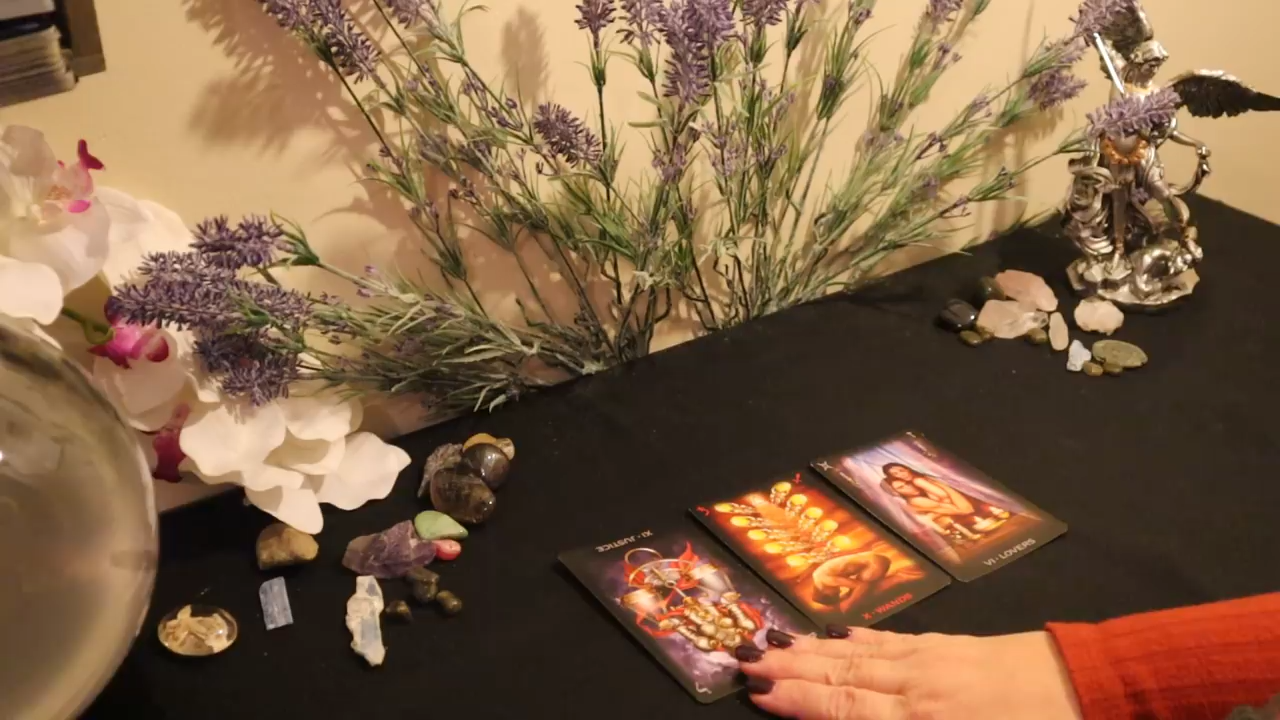 XI · JUSTICE
X · WANDS
VI · LOVERS